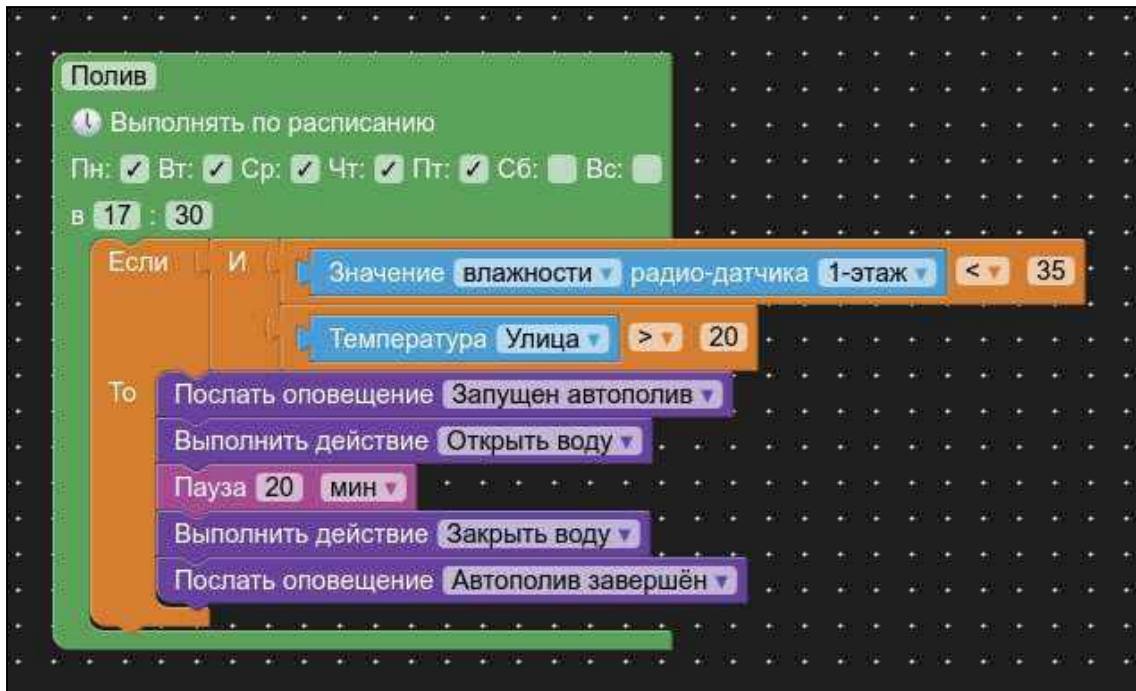 Полив
Выполнять по расписанию
Пн: Вт: Ср: Чт: Пт: Сб: Вс:
в 17 : 30
Если И Значение влажности радио-датчика 1-этаж < 35
Температура Улица > 20
То Послать оповещение Запущен автополив
Выполнить действие Открыть воду
Пауза 20 мин
Выполнить действие Закрыть воду
Послать оповещение Автополив завершён